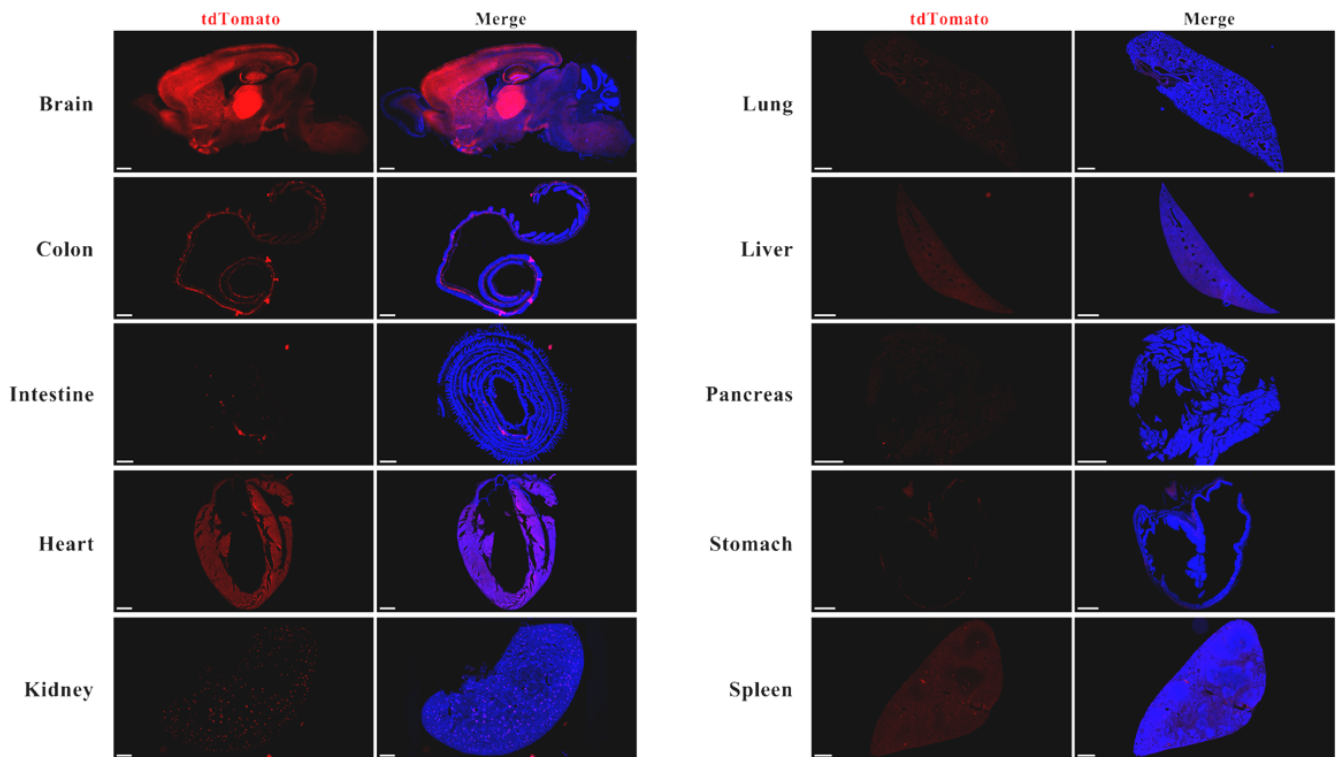 tdTomato Merge tdTomato Merge
Brain Lung
Colon Liver
Intestine Pancreas
Heart Stomach
Kidney Spleen